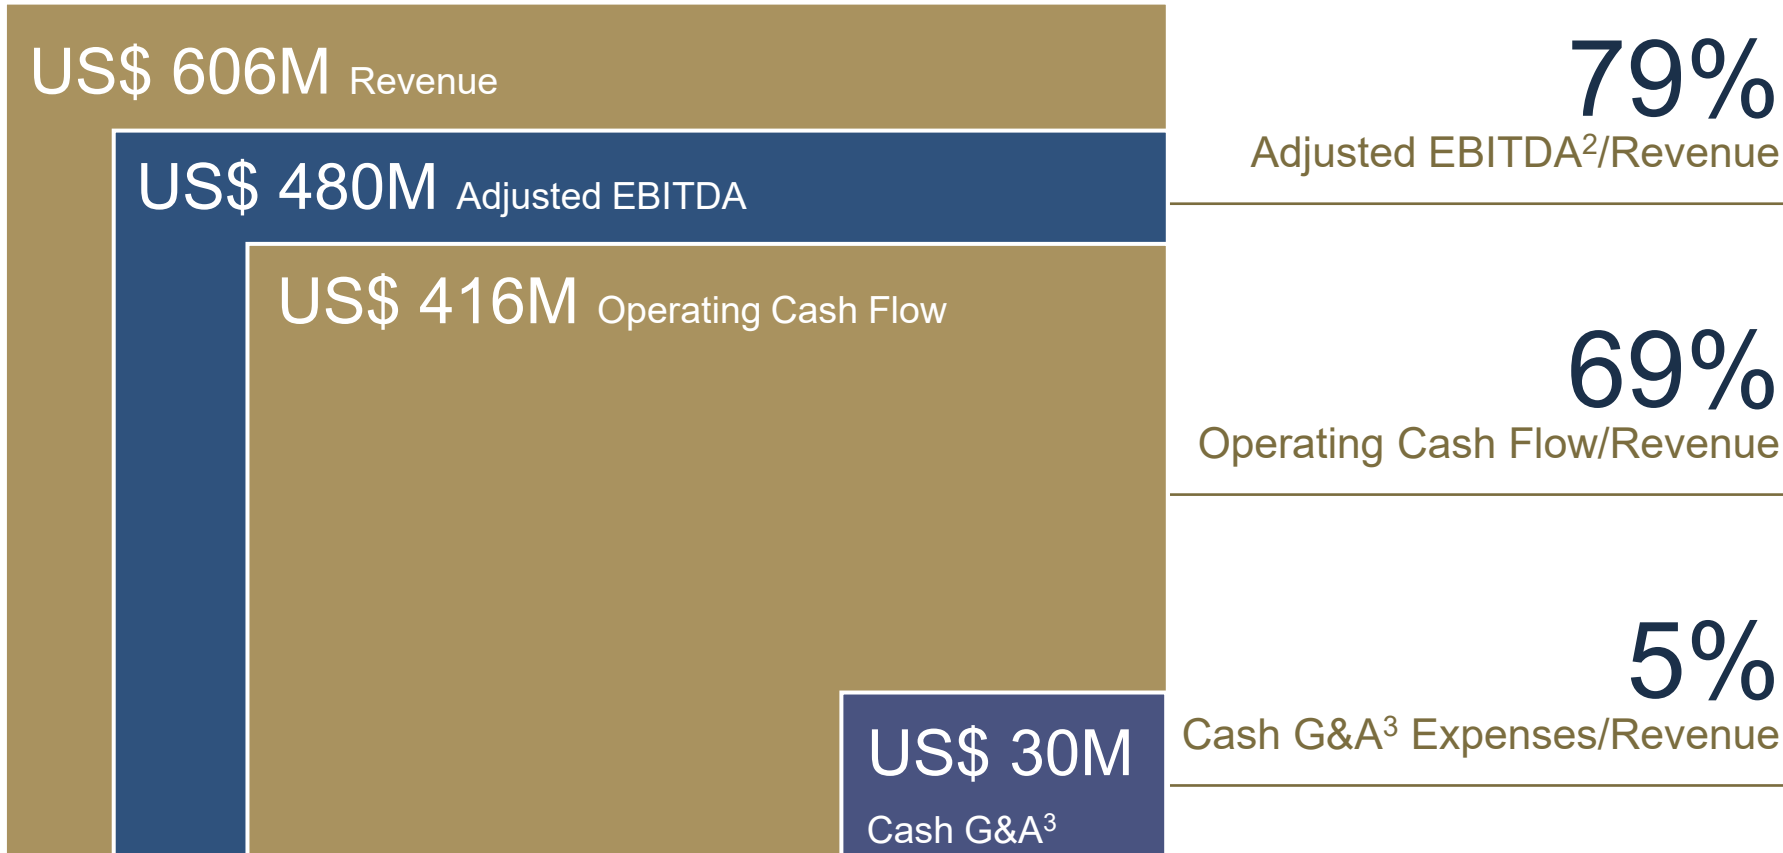 US$ 606M Revenue
US$ 480M Adjusted EBITDA
US$ 416M Operating Cash Flow
US$ 30M
Cash G&A³
79%
Adjusted EBITDA²/Revenue
69%
Operating Cash Flow/Revenue
5%
Cash G&A³ Expenses/Revenue